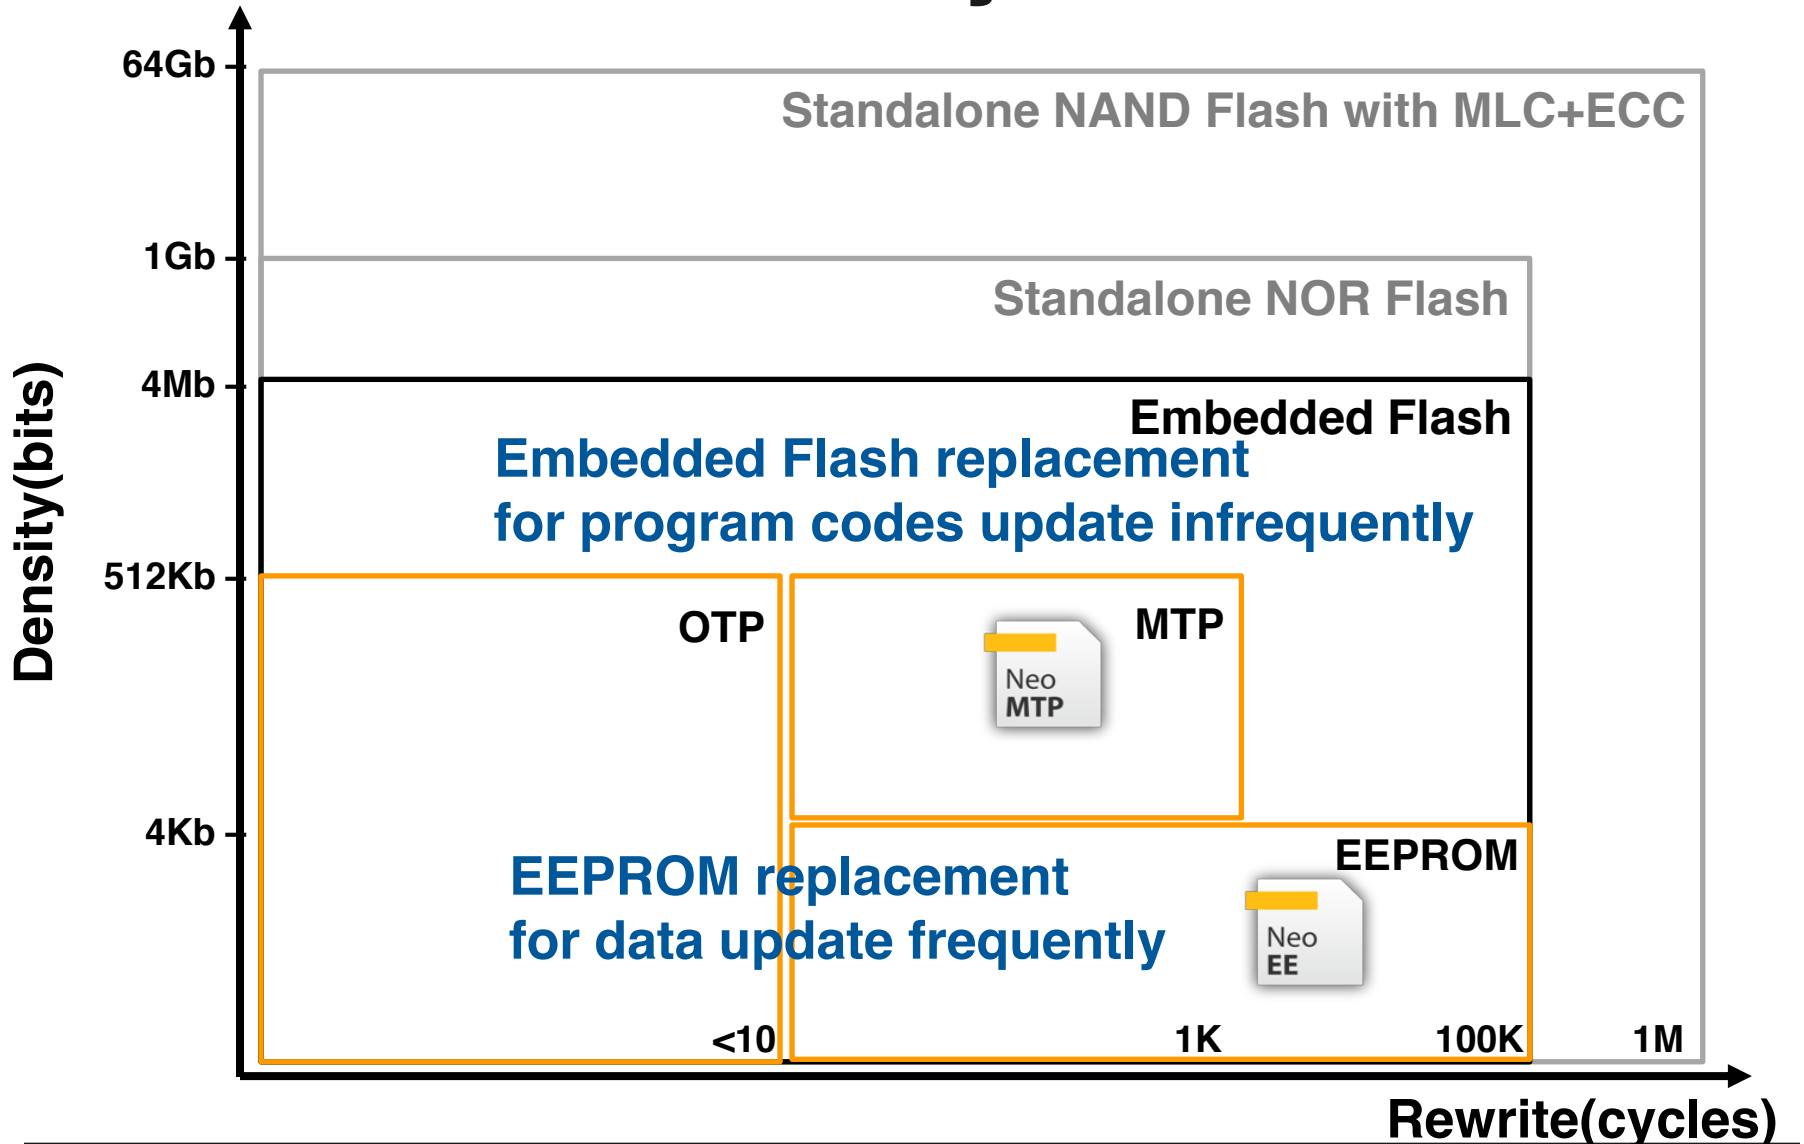 64Gb
Standalone NAND Flash with MLC+ECC
1Gb
Standalone NOR Flash
4Mb
Embedded Flash
Embedded Flash replacement
for program codes update infrequently
Density(bits)
512Kb
OTP
MTP
Neo
MTP
4Kb
EEPROM
EEPROM replacement
for data update frequently
Neo
EE
<10
1K
100K
1M
Rewrite(cycles)